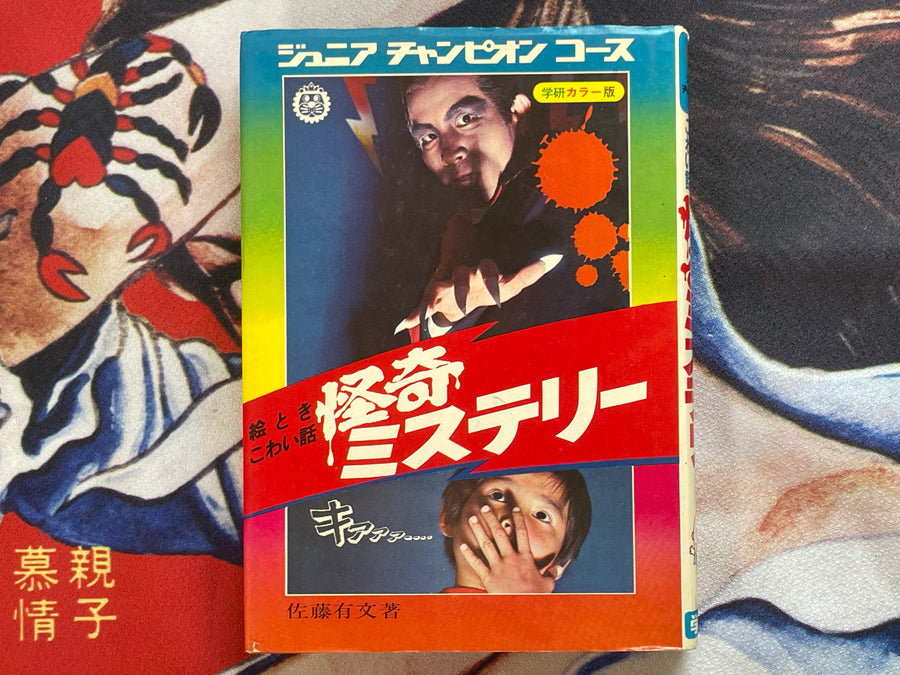 ジュニア チャンピオン コース
学研カラー版
絵とき
こわい話
怪奇
ミステリー
キァァァ……
佐藤有文著
親子
慕情